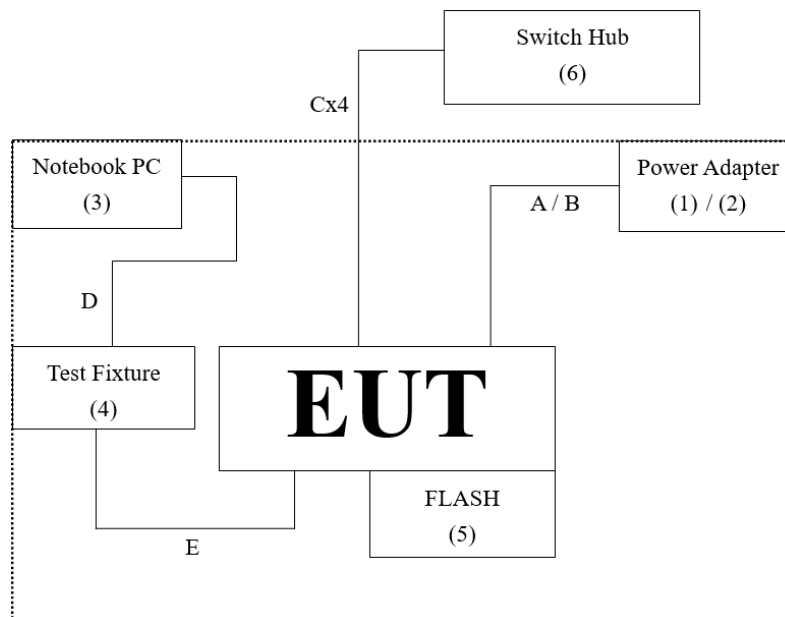 Switch Hub
(6)
Cx4
Notebook PC
(3)
Power Adapter
(1) / (2)
A / B
D
Test Fixture
(4)
EUT
FLASH
(5)
E